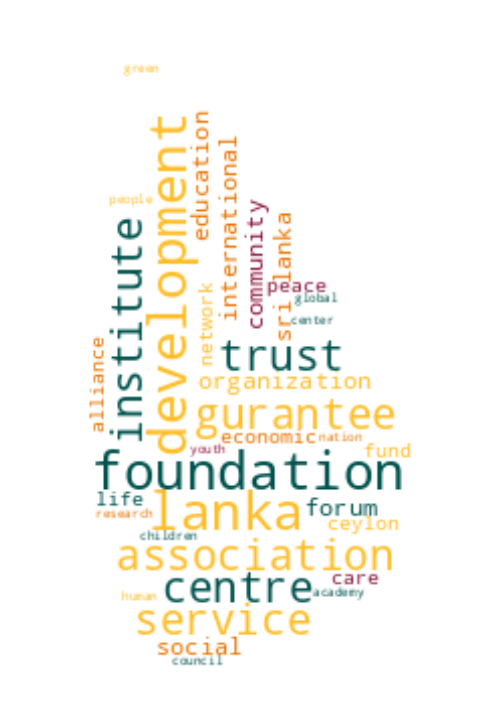 green
development
education
international
people
community
sri lanka
institute
peace
network
global
center
alliance
trust
organization
gurantee
economic
nation
youth
fund
foundation
life
lanka
forum
research
ceylon
children
association
care
centre
human
academy
service
social
council